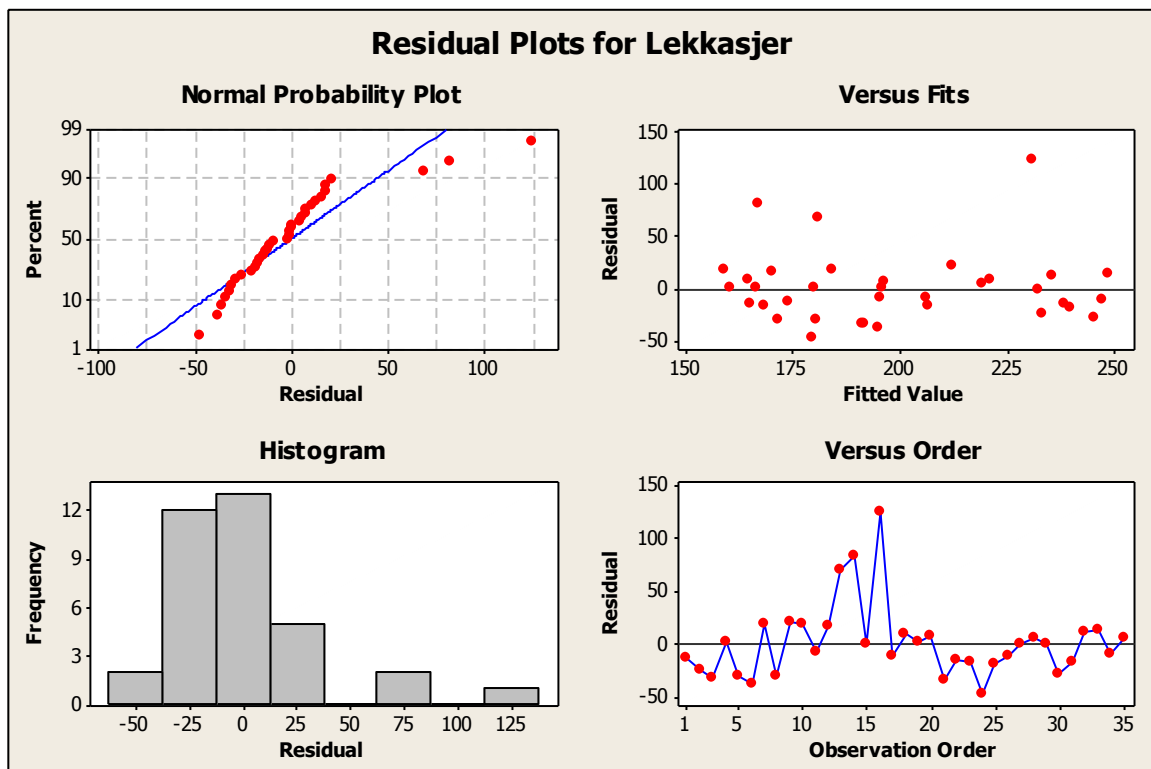 Residual Plots for Lekkasjer
Normal Probability Plot
Percent
99
90
50
10
1
-100 -50 0 50 100
Residual
Versus Fits
Residual
150
100
50
0
-50
150 175 200 225 250
Fitted Value
Histogram
Frequency
12
9
6
3
0
-50 -25 0 25 50 75 100 125
Residual
Versus Order
Residual
150
100
50
0
-50
1 5 10 15 20 25 30 35
Observation Order